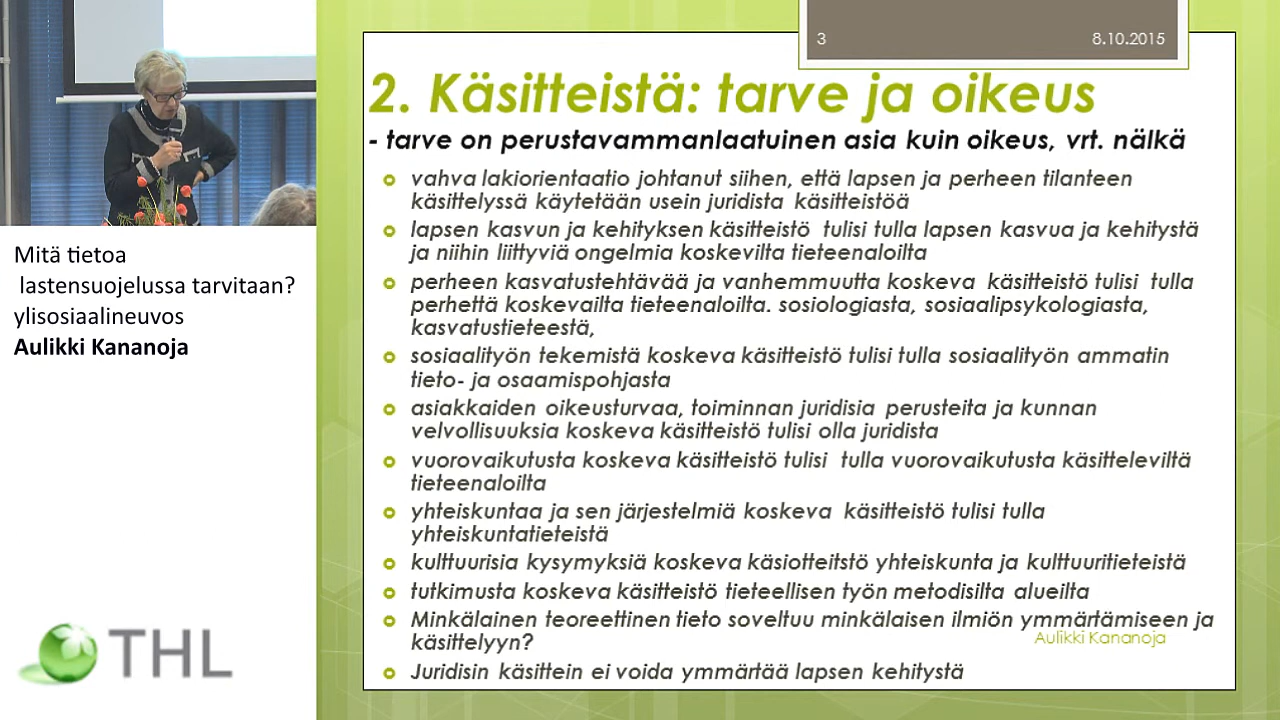 Mitä tietoa
lastensuojelussa tarvitaan?
ylisosiaalineuvos
Aulikki Kananoja
THL
3
8.10.2015
2. Käsitteistä: tarve ja oikeus
- tarve on perustavammanlaatuinen asia kuin oikeus, vrt. nälkä
vahva lakiorientaatio johtanut siihen, että lapsen ja perheen tilanteen
käsittelyssä käytetään usein juridista käsitteistöä
lapsen kasvun ja kehityksen käsitteistö tulisi tulla lapsen kasvua ja kehitystä
ja niihin liittyviä ongelmia koskevilta tieteenaloilta
perheen kasvatustehtävää ja vanhemmuutta koskeva käsitteistö tulisi tulla
perhettä koskevailta tieteenaloilta. sosiologiasta, sosiaalipsykologiasta,
kasvatustieteestä,
sosiaalityön tekemistä koskeva käsitteistö tulisi tulla sosiaalityön ammatin
tieto- ja osaamispohjasta
asiakkaiden oikeusturvaa, toiminnan juridisia perusteita ja kunnan
velvollisuuksia koskeva käsitteistö tulisi olla juridista
vuorovaikutusta koskeva käsitteistö tulisi tulla vuorovaikutusta käsitteleviltä
tieteenaloilta
yhteiskuntaa ja sen järjestelmiä koskeva käsitteistö tulisi tulla
yhteiskuntatieteistä
kulttuurisia kysymyksiä koskeva käsiotteitstö yhteiskunta ja kulttuuritieteistä
tutkimusta koskeva käsitteistö tieteellisen työn metodisilta alueilta
Minkälainen teoreettinen tieto soveltuu minkälaisen ilmiön ymmärtämiseen ja
käsittelyyn?
Aulikki Kananoja
Juridisin käsittein ei voida ymmärtää lapsen kehitystä